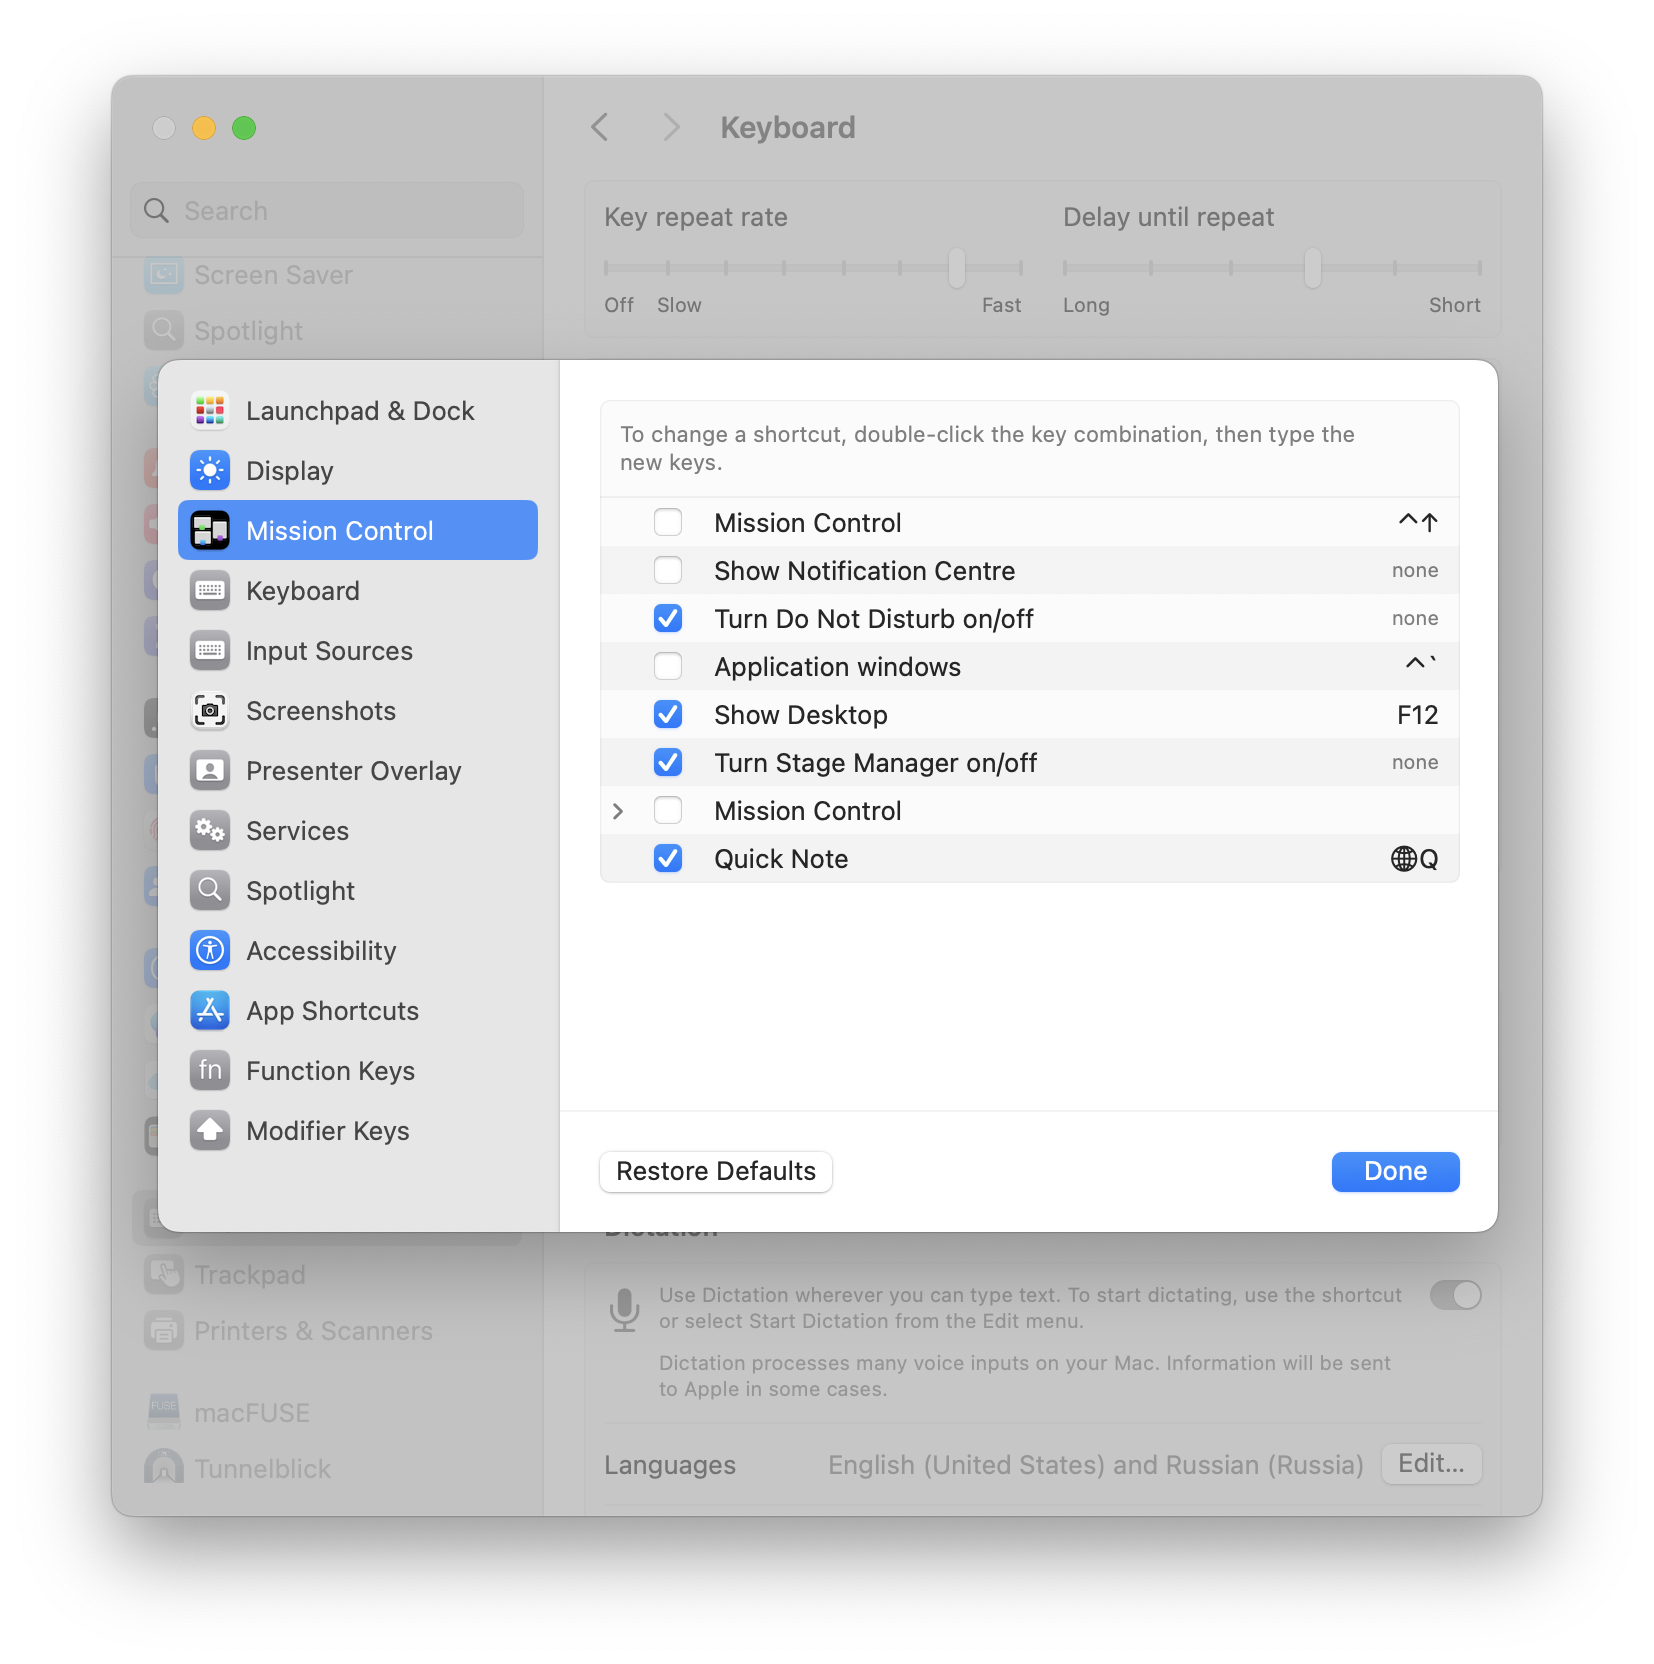 Keyboard
Search
Key repeat rate
Delay until repeat
Off
Slow
Fast
Long
Short
Screen Saver
Spotlight
Launchpad & Dock
Display
Mission Control
Keyboard
Input Sources
Screenshots
Presenter Overlay
Services
Spotlight
Accessibility
App Shortcuts
fn Function Keys
Modifier Keys
To change a shortcut, double-click the key combination, then type the
new keys.
Mission Control ^↑
Show Notification Centre none
Turn Do Not Disturb on/off none
Application windows ^`
Show Desktop F12
Turn Stage Manager on/off none
Mission Control
Quick Note 🌐Q
Restore Defaults
Done
Trackpad
Printers & Scanners
FUSE macFUSE
Tunnelblick
Dictation
Use Dictation wherever you can type text. To start dictating, use the shortcut
or select Start Dictation from the Edit menu.
Dictation processes many voice inputs on your Mac. Information will be sent
to Apple in some cases.
Languages
English (United States) and Russian (Russia)
Edit...